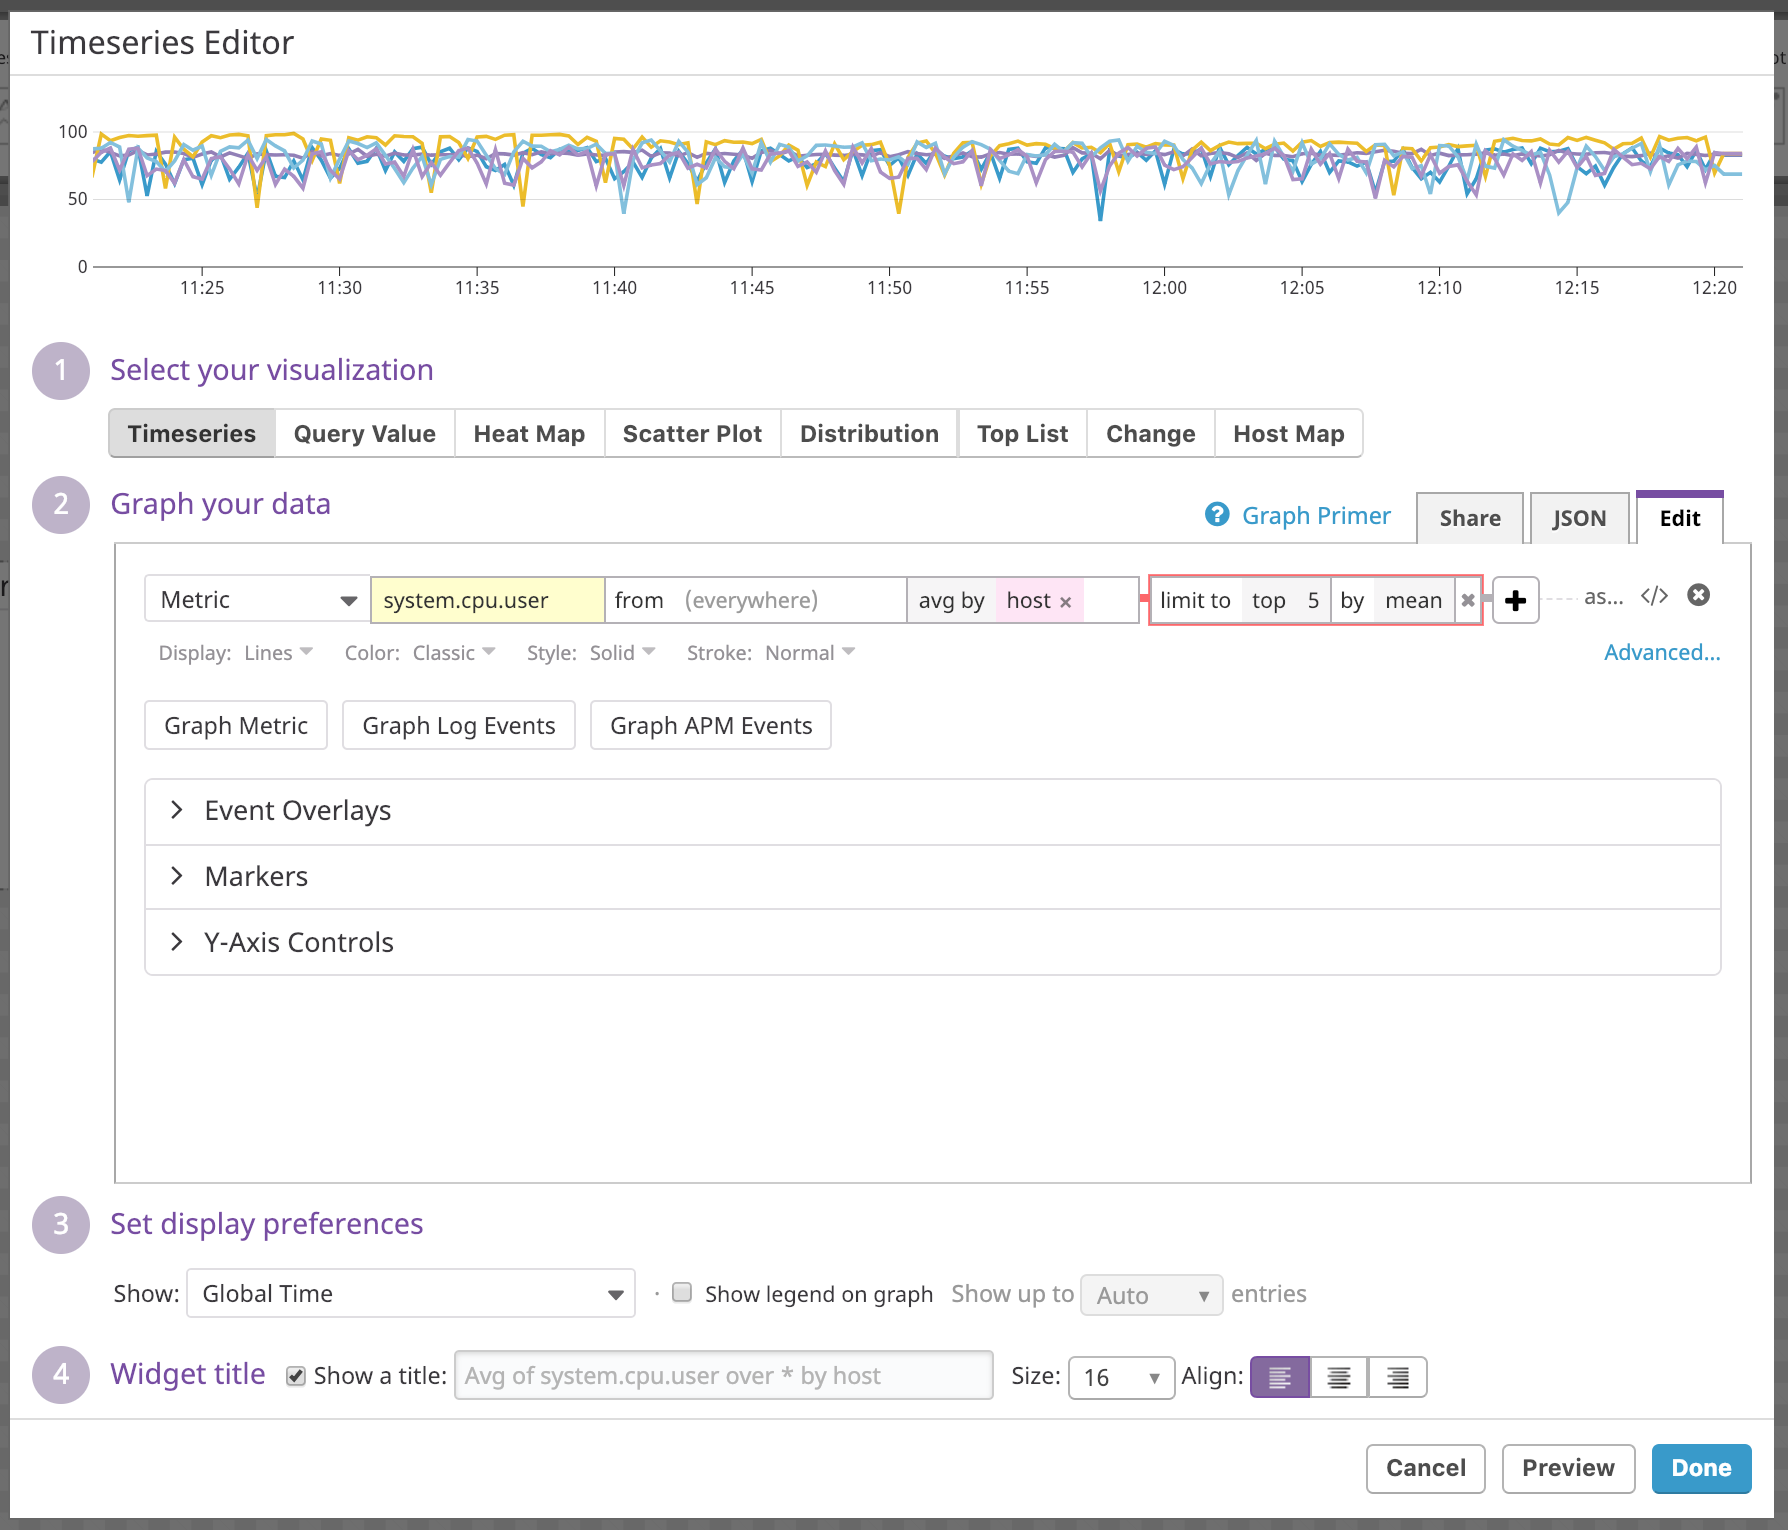 Timeseries Editor
100
50
0
11:25 11:30 11:35 11:40 11:45 11:50 11:55 12:00 12:05 12:10 12:15 12:20
1 Select your visualization
Timeseries Query Value Heat Map Scatter Plot Distribution Top List Change Host Map
2 Graph your data
? Graph Primer Share JSON Edit
Metric system.cpu.user from (everywhere) avg by host × limit to top 5 by mean ✖ + as... </> ✖
Display: Lines Color: Classic Style: Solid Stroke: Normal Advanced...
Graph Metric Graph Log Events Graph APM Events
> Event Overlays
> Markers
> Y-Axis Controls
3 Set display preferences
Show: Global Time · Show legend on graph Show up to Auto entries
4 Widget title Show a title: Avg of system.cpu.user over * by host Size: 16 Align:
Cancel Preview Done